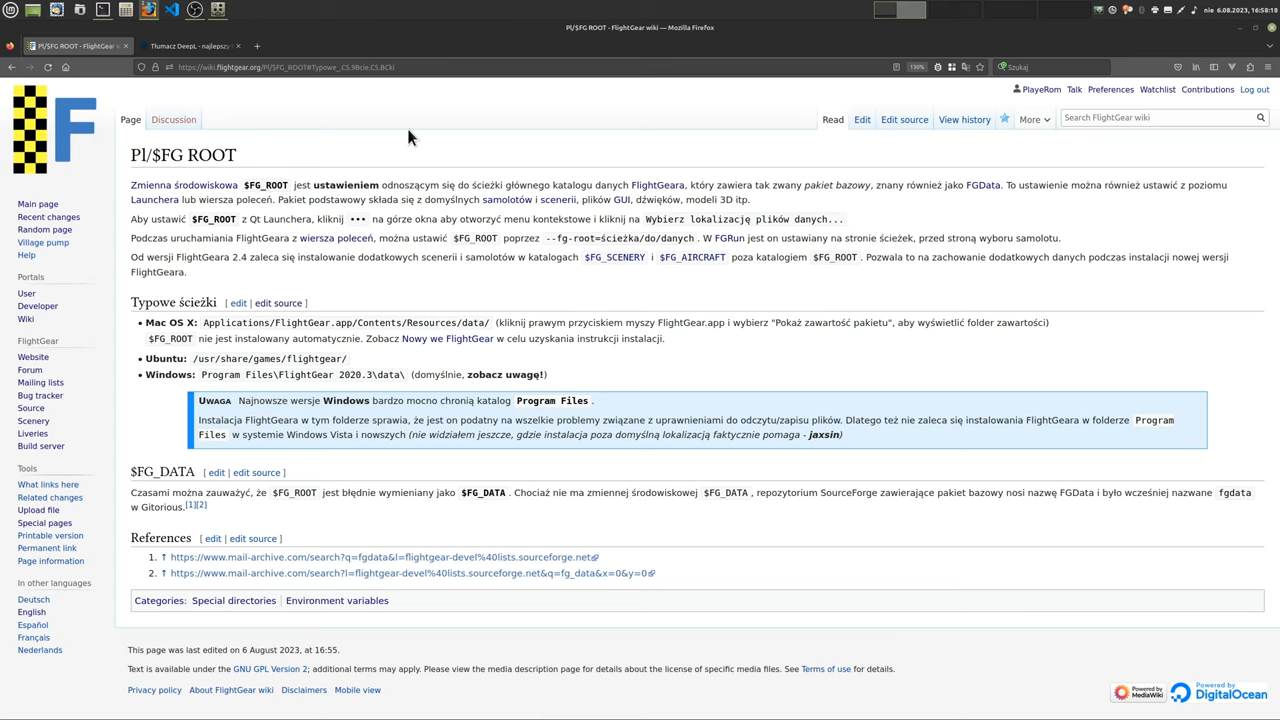 nie 6.08.2023, 16:58:18
Pl/$FG ROOT — FlightGear wiki — Mozilla Firefox
Pl/$FG ROOT - FlightGear w
Tłumacz DeepL - najlepszy
https://wiki.flightgear.org/Pl/$FG_ROOT#Typowe_.C5.9Bcie.C5.BCki
130%
Szukaj
PlayeRom Talk Preferences Watchlist Contributions Log out
Page Discussion Read Edit Edit source View history More Search FlightGear wiki
Pl/$FG ROOT
Zmienna środowiskowa $FG_ROOT jest ustawieniem odnoszącym się do ścieżki głównego katalogu danych FlightGeara, który zawiera tak zwany pakiet bazowy, znany również jako FGData. To ustawienie można również ustawić z poziomu
Launchera lub wiersza poleceń. Pakiet podstawowy składa się z domyślnych samolotów i scenerii, plików GUI, dźwięków, modeli 3D itp.
Aby ustawić $FG_ROOT z Qt Launchera, kliknij ••• na górze okna aby otworzyć menu kontekstowe i kliknij na Wybierz lokalizację plików danych...
Podczas uruchamiania FlightGeara z wiersza poleceń, można ustawić $FG_ROOT poprzez --fg-root=ścieżka/do/danych. W FGRun jest on ustawiany na stronie ścieżek, przed stroną wyboru samolotu.
Od wersji FlightGear 2.4 zaleca się instalowanie dodatkowych scenerii i samolotów w katalogach $FG_SCENERY i $FG_AIRCRAFT poza katalogiem $FG_ROOT. Pozwala to na zachowanie dodatkowych danych podczas instalacji nowej wersji
FlightGeara.
Typowe ścieżki [ edit | edit source ]
• Mac OS X: Applications/FlightGear.app/Contents/Resources/data/ (kliknij prawym przyciskiem myszy FlightGear.app i wybierz "Pokaż zawartość pakietu", aby wyświetlić folder zawartości)
$FG_ROOT nie jest instalowany automatycznie. Zobacz Nowy we FlightGear w celu uzyskania instrukcji instalacji.
• Ubuntu: /usr/share/games/flightgear/
• Windows: Program Files\FlightGear 2020.3\data\ (domyślnie, zobacz uwagę!)
UWAGA Najnowsze wersje Windows bardzo mocno chronią katalog Program Files.
Instalacja FlightGeara w tym folderze sprawia, że jest on podatny na wszelkie problemy związane z uprawnieniami do odczytu/zapisu plików. Dlatego też nie zaleca się instalowania FlightGeara w folderze Program
Files w systemie Windows Vista i nowszych (nie widziałem jeszcze, gdzie instalacja poza domyślną lokalizacją faktycznie pomaga - jaxsin)
$FG_DATA [ edit | edit source ]
Czasami można zauważyć, że $FG_ROOT jest błędnie wymieniany jako $FG_DATA. Chociaż nie ma zmiennej środowiskowej $FG_DATA, repozytorium SourceForge zawierające pakiet bazowy nosi nazwę FGData i było wcześniej nazwane fgdata
w Gitorious.[1][2]
References [ edit | edit source ]
1. ↑ https://www.mail-archive.com/search?q=fgdata&l=flightgear-devel%40lists.sourceforge.net
2. ↑ https://www.mail-archive.com/search?l=flightgear-devel%40lists.sourceforge.net&q=fg_data&x=0&y=0
Categories: Special directories | Environment variables
This page was last edited on 6 August 2023, at 16:55.
Text is available under the GNU GPL Version 2; additional terms may apply. Please view the media description page for details about the license of specific media files. See Terms of use for details.
Privacy policy About FlightGear wiki Disclaimers Mobile view
Powered by MediaWiki
Powered by DigitalOcean
Main page
Recent changes
Random page
Village pump
Help
Portals
User
Developer
Wiki
FlightGear
Website
Forum
Mailing lists
Bug tracker
Source
Scenery
Liveries
Build server
Tools
What links here
Related changes
Upload file
Special pages
Printable version
Permanent link
Page information
In other languages
Deutsch
English
Español
Français
Nederlands